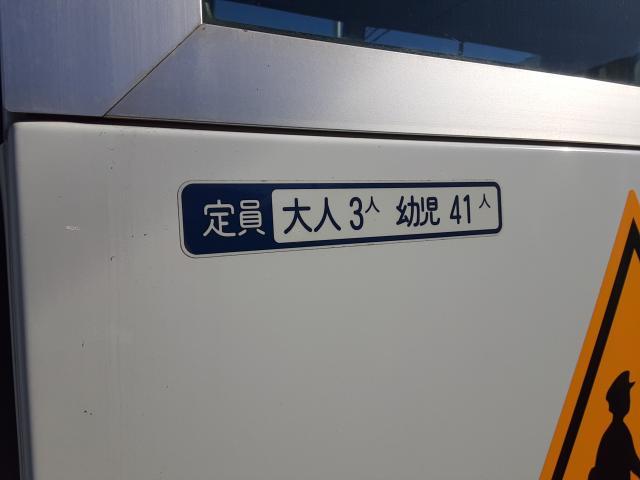 定員 大人3人 幼児 41人